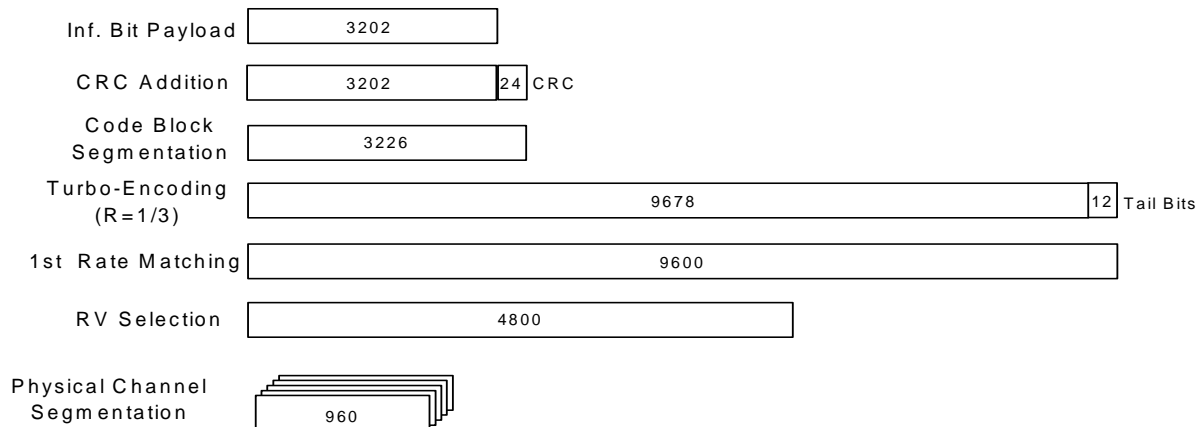 Inf. Bit Payload 3202
CRC Addition 3202 24 CRC
Code Block
Segmentation 3226
Turbo-Encoding
(R=1/3) 9678 12 Tail Bits
1st Rate Matching 9600
RV Selection 4800
Physical Channel
Segmentation 960